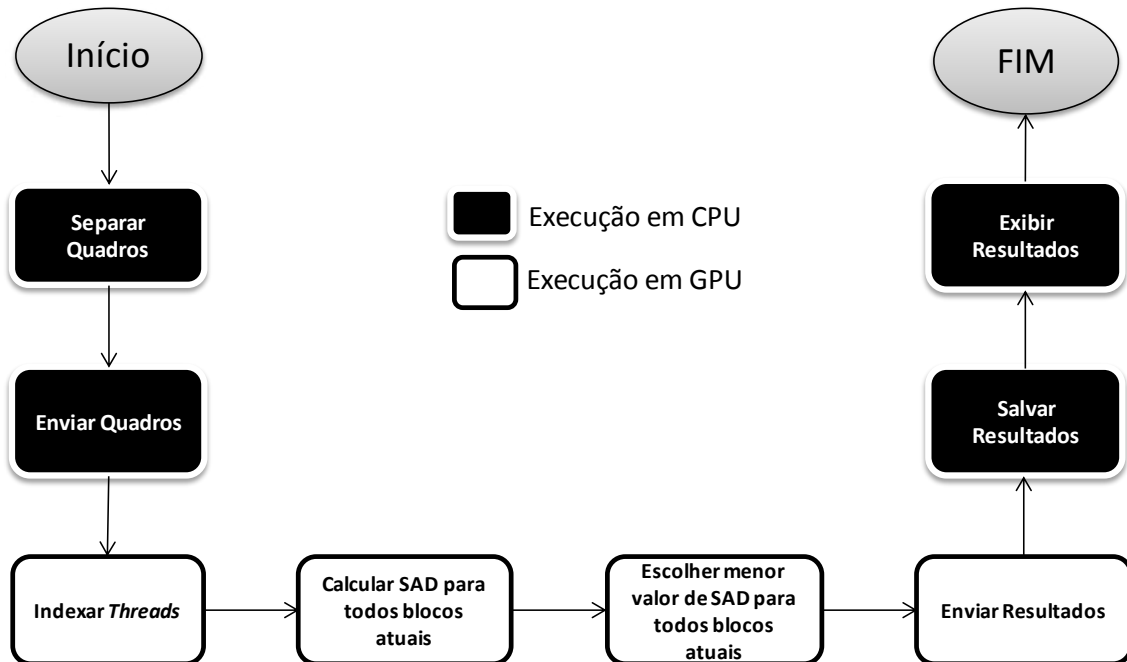 Início
FIM
Separar
Quadros
Execução em CPU
Execução em GPU
Exibir
Resultados
Enviar Quadros
Salvar
Resultados
Indexar Threads
Calcular SAD para
todos blocos
atuais
Escolher menor
valor de SAD para
todos blocos
atuais
Enviar Resultados